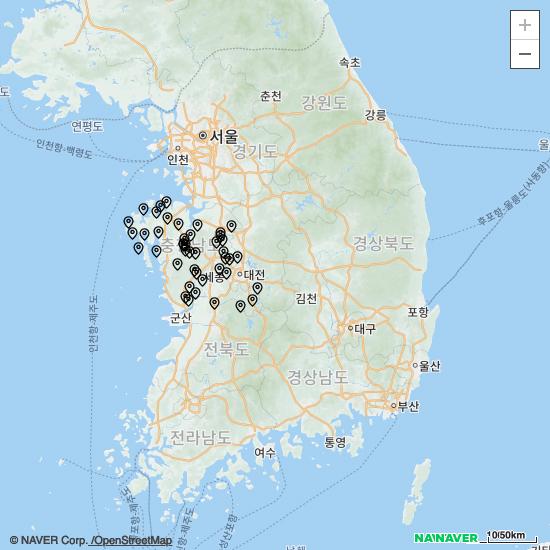 +
−
속초
춘천
강원도
강릉
도
연평도
서울
울
인천
인천항-백령도
경기도
후포항-울릉도(사동항)
경상북도
충청남도
세종
대전
인천항-제주도
김천
포항
군산
대구
전북도
울산
경상남도
부산
전라남도
통영
여수
© NAVER Corp. /OpenStreetMap
NAVER
10/50km